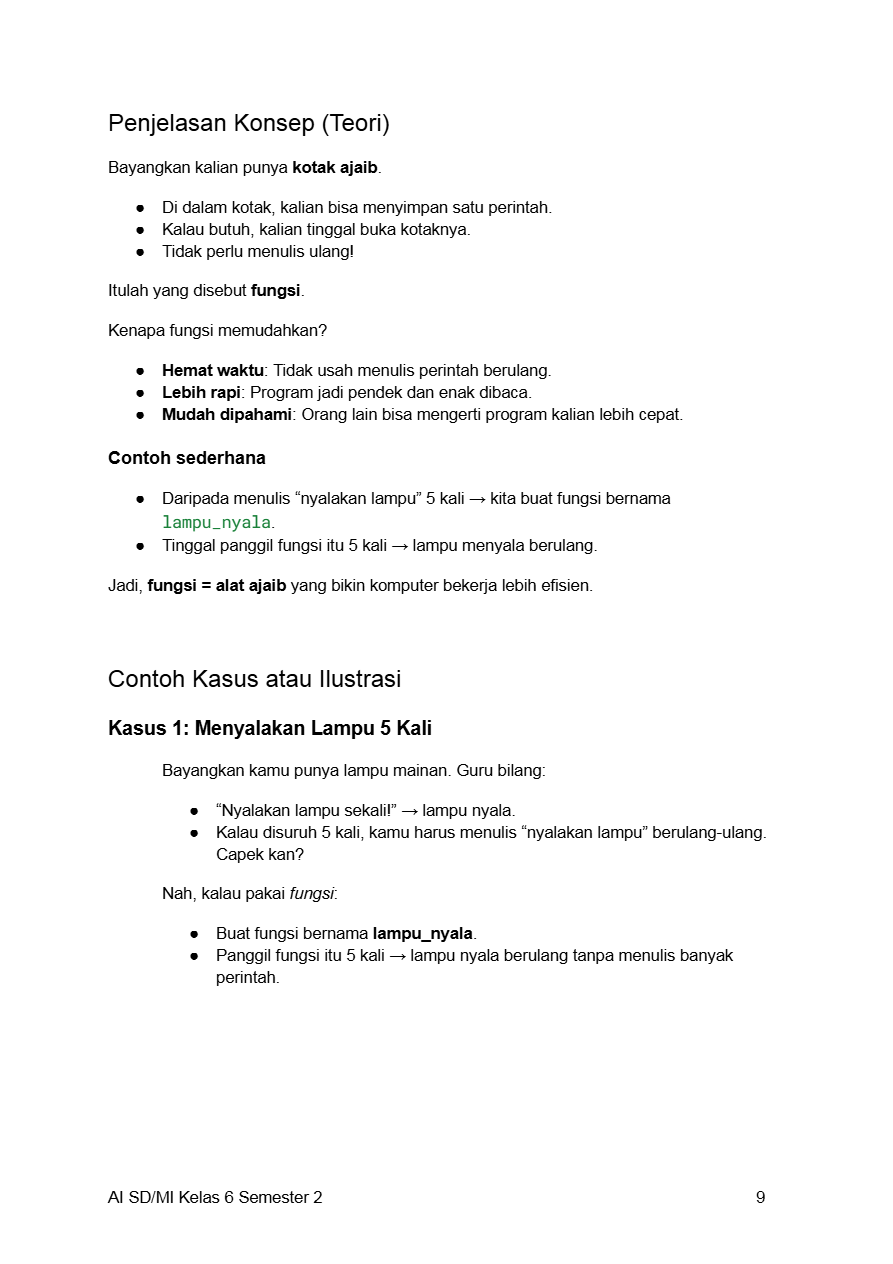 Penjelasan Konsep (Teori)
Bayangkan kalian punya kotak ajaib.
● Di dalam kotak, kalian bisa menyimpan satu perintah.
● Kalau butuh, kalian tinggal buka kotaknya.
● Tidak perlu menulis ulang!
Itulah yang disebut fungsi.
Kenapa fungsi memudahkan?
● Hemat waktu: Tidak usah menulis perintah berulang.
● Lebih rapi: Program jadi pendek dan enak dibaca.
● Mudah dipahami: Orang lain bisa mengerti program kalian lebih cepat.
Contoh sederhana
● Daripada menulis “nyalakan lampu” 5 kali → kita buat fungsi bernama
lampu_nyala.
● Tinggal panggil fungsi itu 5 kali → lampu menyala berulang.
Jadi, fungsi = alat ajaib yang bikin komputer bekerja lebih efisien.
Contoh Kasus atau Ilustrasi
Kasus 1: Menyalakan Lampu 5 Kali
Bayangkan kamu punya lampu mainan. Guru bilang:
● “Nyalakan lampu sekali!” → lampu nyala.
● Kalau disuruh 5 kali, kamu harus menulis “nyalakan lampu” berulang-ulang.
Capek kan?
Nah, kalau pakai fungsi:
● Buat fungsi bernama lampu_nyala.
● Panggil fungsi itu 5 kali → lampu nyala berulang tanpa menulis banyak
perintah.
AI SD/MI Kelas 6 Semester 2 9